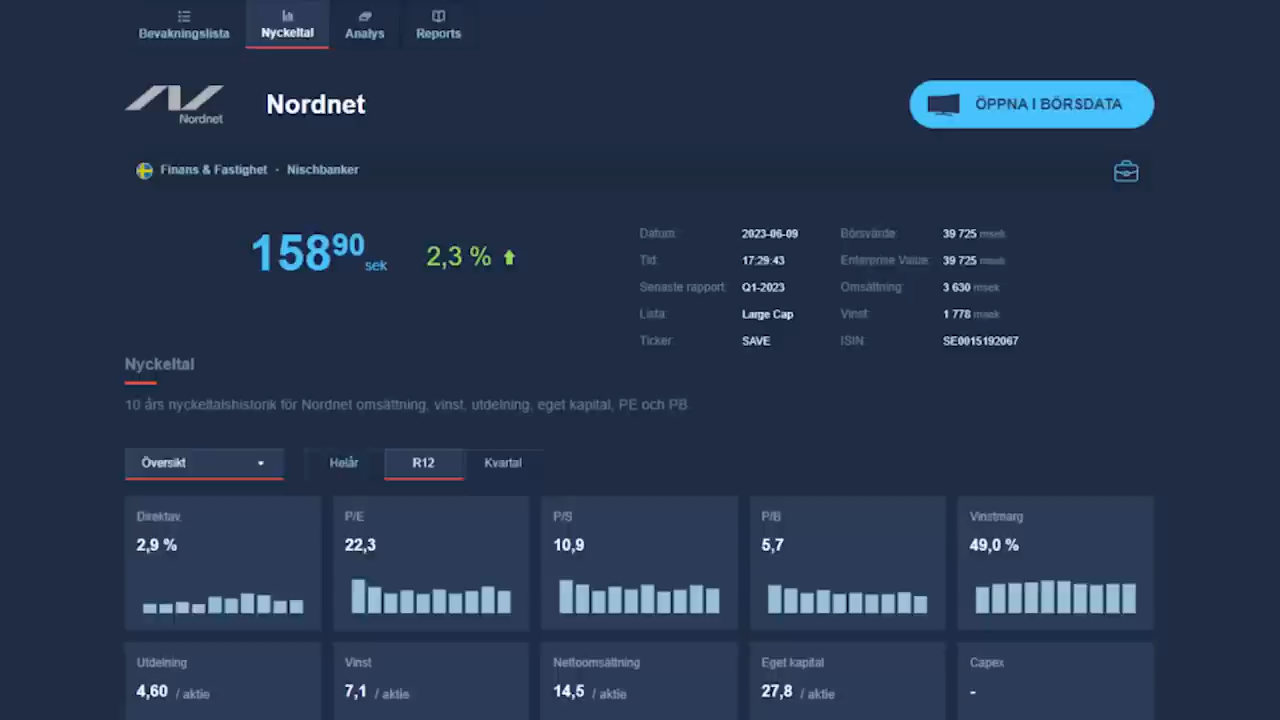 Bevakningslista Nyckeltal Analys Reports
Nordnet
Nordnet
ÖPPNA I BÖRSDATA
Finans & Fastighet - Nischbanker
158 90 sek
2,3 %
Datum: 2023-06-09
Tid: 17:29:43
Senaste rapport: Q1-2023
Lista: Large Cap
Ticker: SAVE
Börsvärde: 39 725 msek
Enterprise Value: 39 725 msek
Omsättning: 3 630 msek
Vinst: 1 778 msek
ISIN: SE0015192067
Nyckeltal
10 års nyckeltalshistorik för Nordnet omsättning, vinst, utdelning, eget kapital, PE och PB.
Översikt Helår R12 Kvartal
Direktav. P/E P/S P/B Vinstmarg
2,9 % 22,3 10,9 5,7 49,0 %
Utdelning Vinst Nettoomsättning Eget kapital Capex
4,60 / aktie 7,1 / aktie 14,5 / aktie 27,8 / aktie -